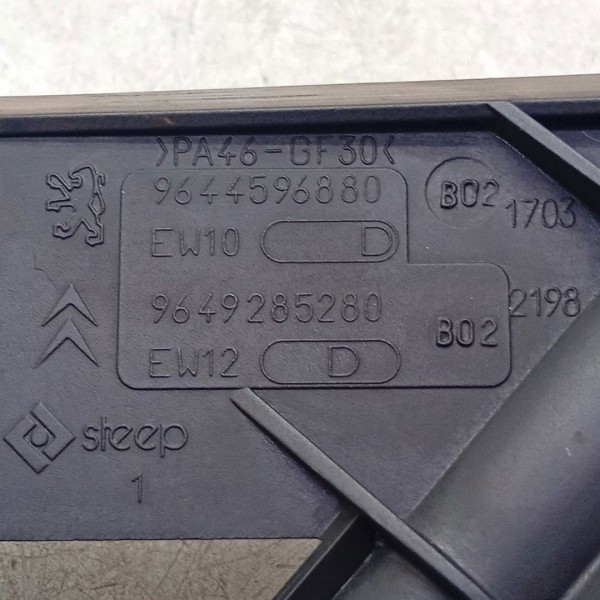 >PA46-GF30<
9644596880
B02
1703
EW10 D
9649285280
2198
B02
EW12 D
steep
1